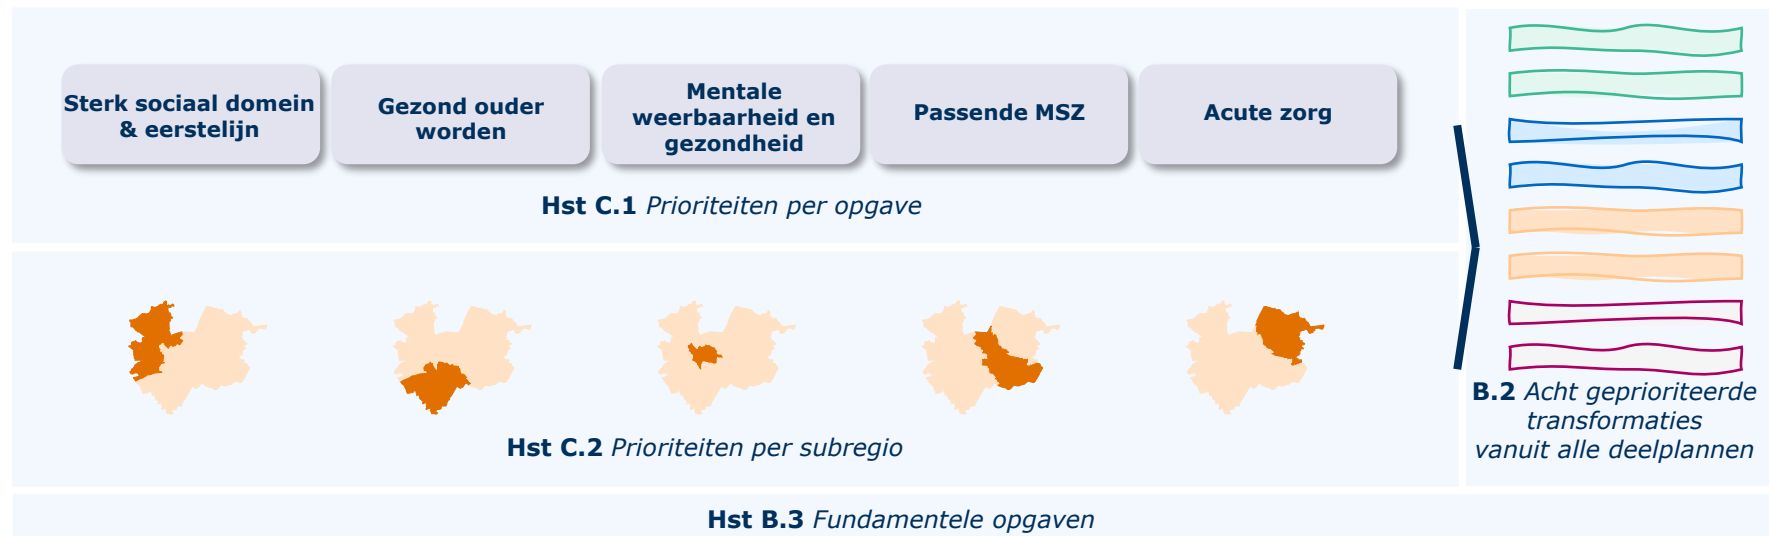 Sterk sociaal domein
& eerstelijn
Gezond ouder
worden
Mentale
weerbaarheid en
gezondheid
Passende MSZ
Acute zorg
Hst C.1 Prioriteiten per opgave
Hst C.2 Prioriteiten per subregio
B.2 Acht geprioriteerde
transformaties
vanuit alle deelplannen
Hst B.3 Fundamentele opgaven